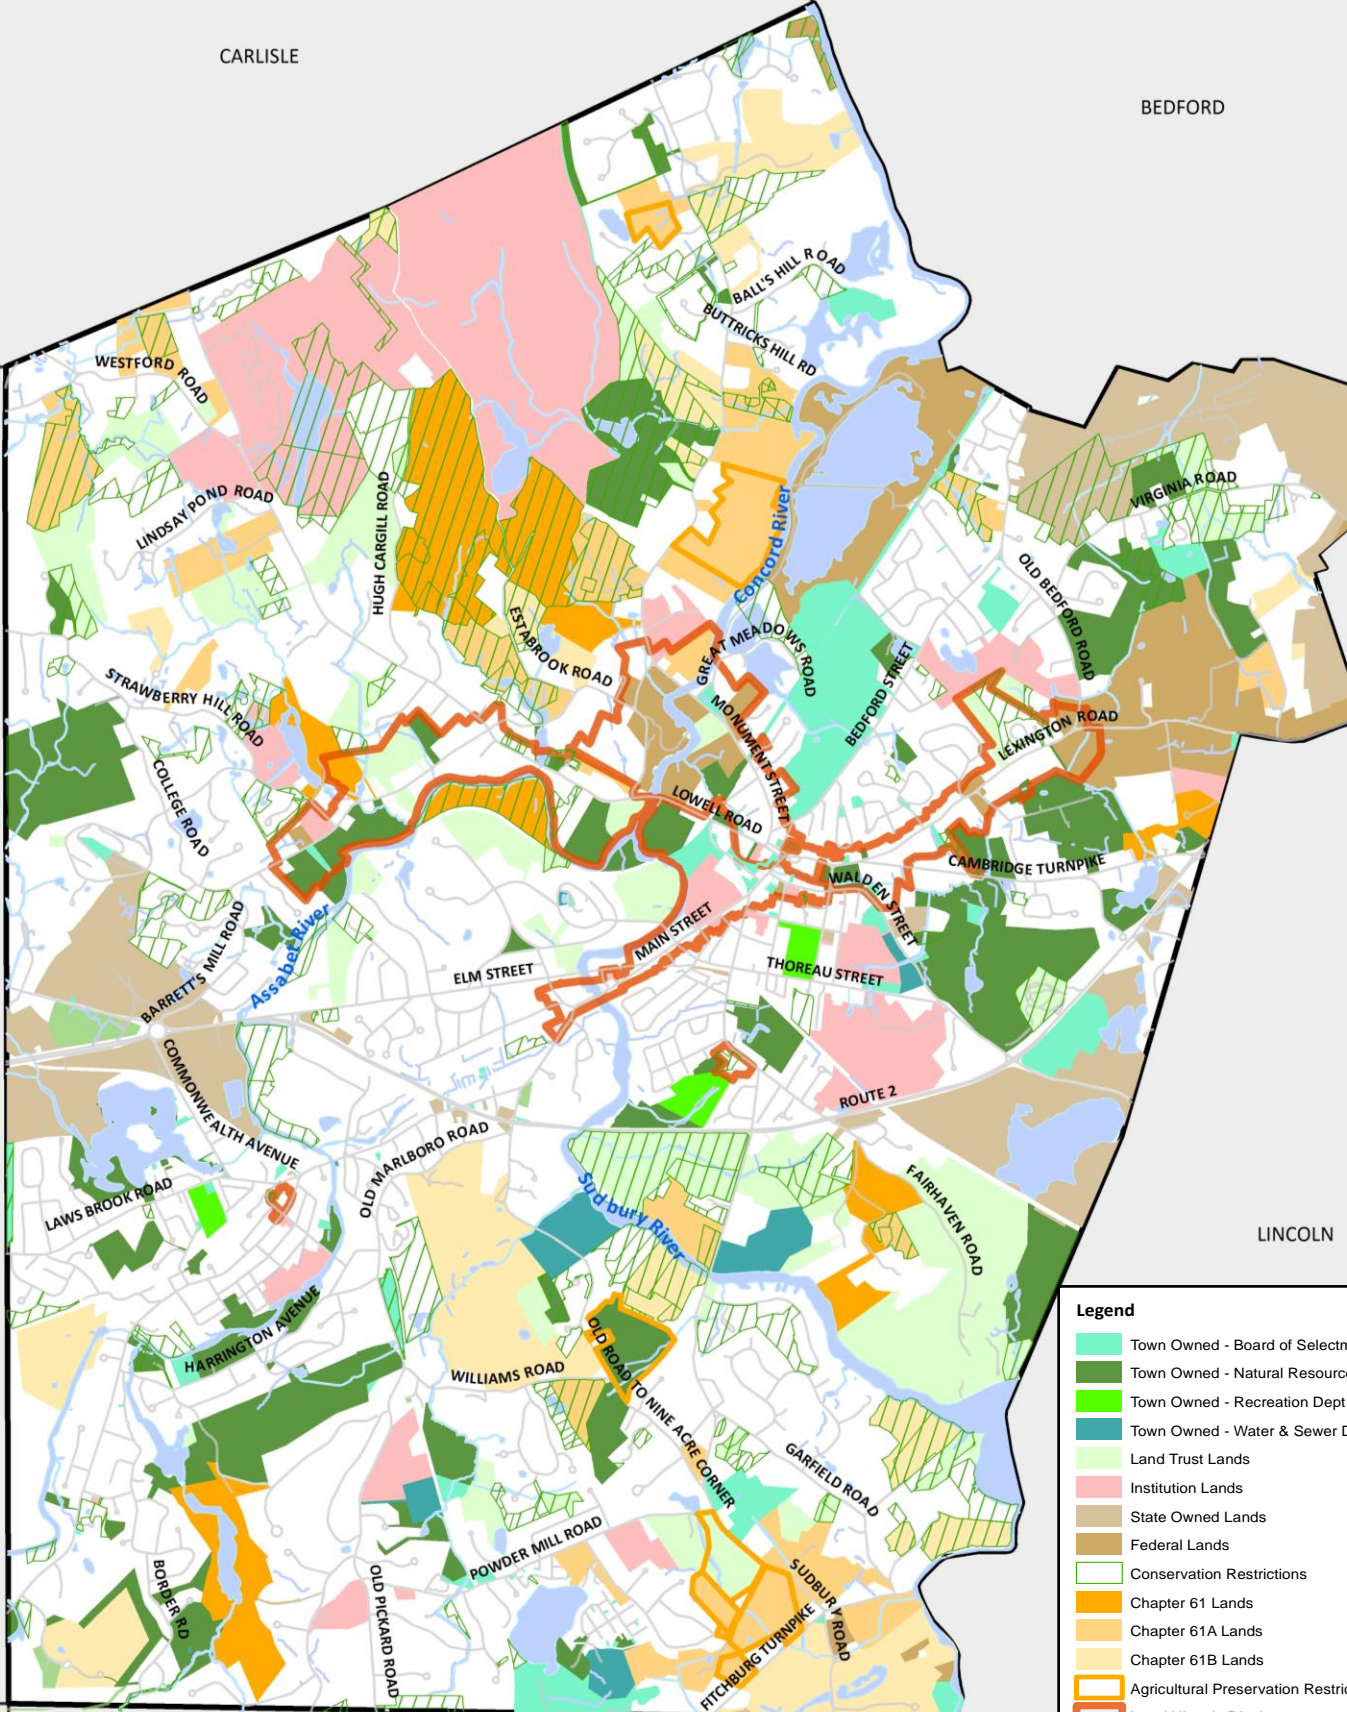 CARLISLE
BEDFORD
BALL'S HILL ROAD
BUTTRICKS HILL RD
WESTFORD ROAD
LINDSAY POND ROAD
HUGH CARGILL ROAD
VIRGINIA ROAD
Concord River
OLD BEDFORD ROAD
ESTABROOK ROAD
GREAT MEADOWS ROAD
BEDFORD STREET
STRAWBERRY HILL ROAD
MONUMENT STREET
LEXINGTON ROAD
COLLEGE ROAD
LOWELL ROAD
CAMBRIDGE TURNPIKE
WALDEN STREET
BARRETT'S MILL ROAD
Assabet River
MAIN STREET
ELM STREET
THOREAU STREET
COMMONWEALTH AVENUE
ROUTE 2
OLD MARLBORO ROAD
LAWS BROOK ROAD
Sudbury River
FAIRHAVEN ROAD
LINCOLN
HARRINGTON AVENUE
WILLIAMS ROAD
OLD ROAD TO NINE ACRE CORNER
GARFIELD ROAD
POWDER MILL ROAD
BORDER RD
OLD PICKARD ROAD
SUDBURY ROAD
FITCHBURG TURNPIKE
Legend
Town Owned - Board of Selectm
Town Owned - Natural Resourc
Town Owned - Recreation Dept
Town Owned - Water & Sewer D
Land Trust Lands
Institution Lands
State Owned Lands
Federal Lands
Conservation Restrictions
Chapter 61 Lands
Chapter 61A Lands
Chapter 61B Lands
Agricultural Preservation Restric